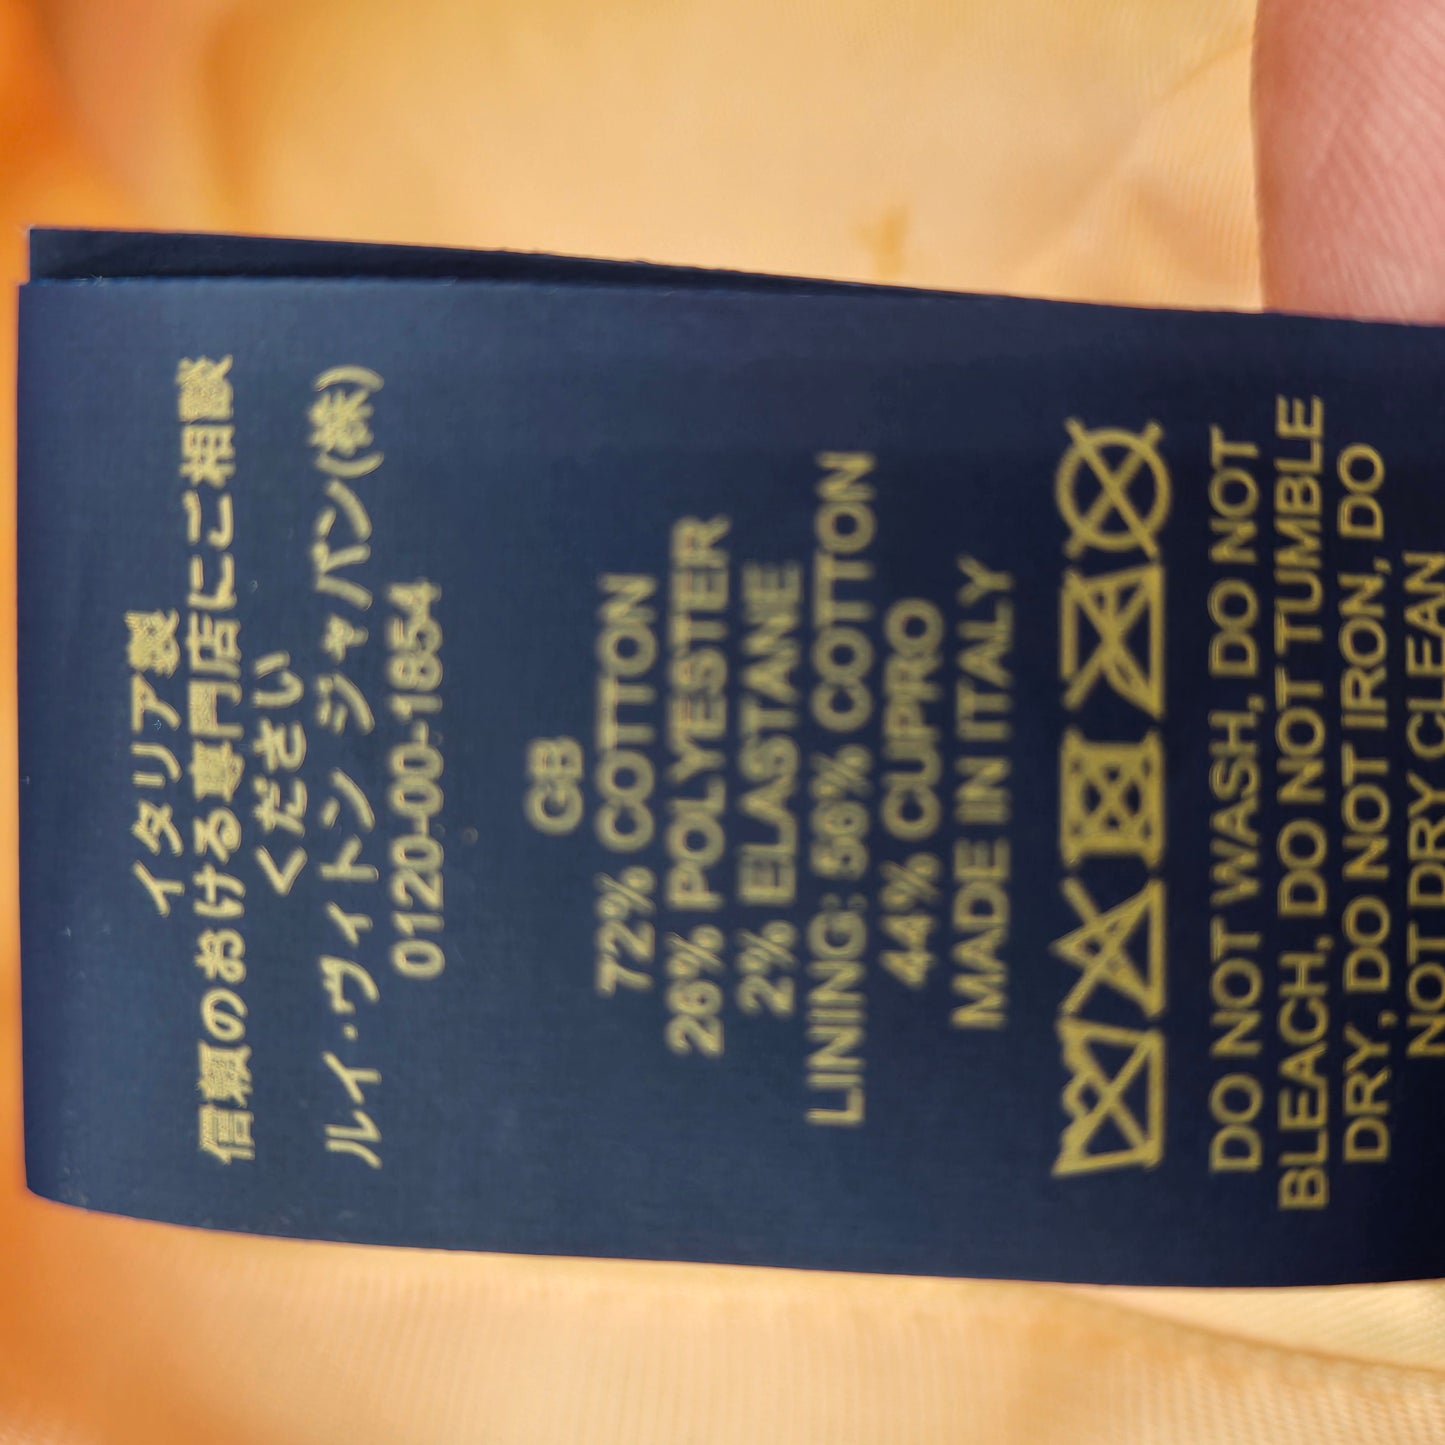 イタリア製
信頼のおける専門店にご相談
ください
ルイ・ヴィトン ジャパン(株)
0120-00-1854
GB
72% COTTON
26% POLYESTER
2% ELASTANE
LINING: 56% COTTON
44% CUPRO
MADE IN ITALY
DO NOT WASH, DO NOT
BLEACH, DO NOT TUMBLE
DRY, DO NOT IRON, DO
NOT DRY CLEAN